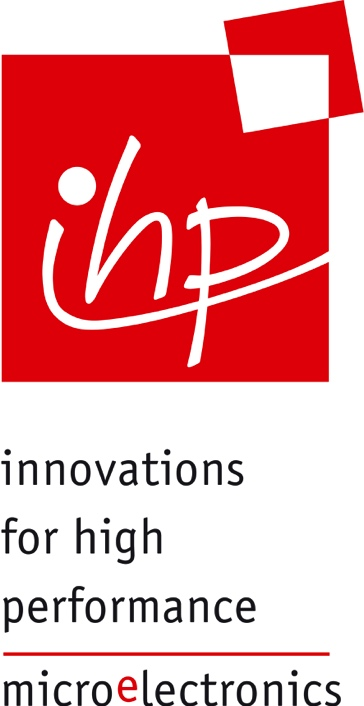 ihp
innovations
for high
performance
microelectronics